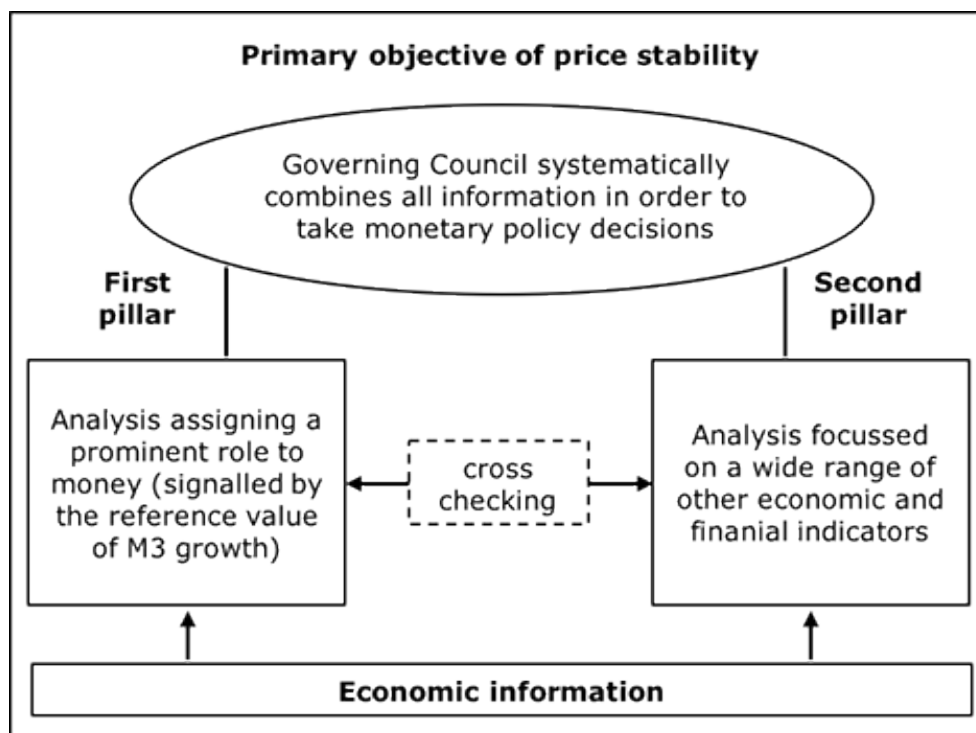 Primary objective of price stability
Governing Council systematically
combines all information in order to
take monetary policy decisions
First
pillar
Second
pillar
Analysis assigning a
prominent role to
money (signalled by
the reference value
of M3 growth)
cross
checking
Analysis focussed
on a wide range of
other economic and
finanial indicators
Economic information